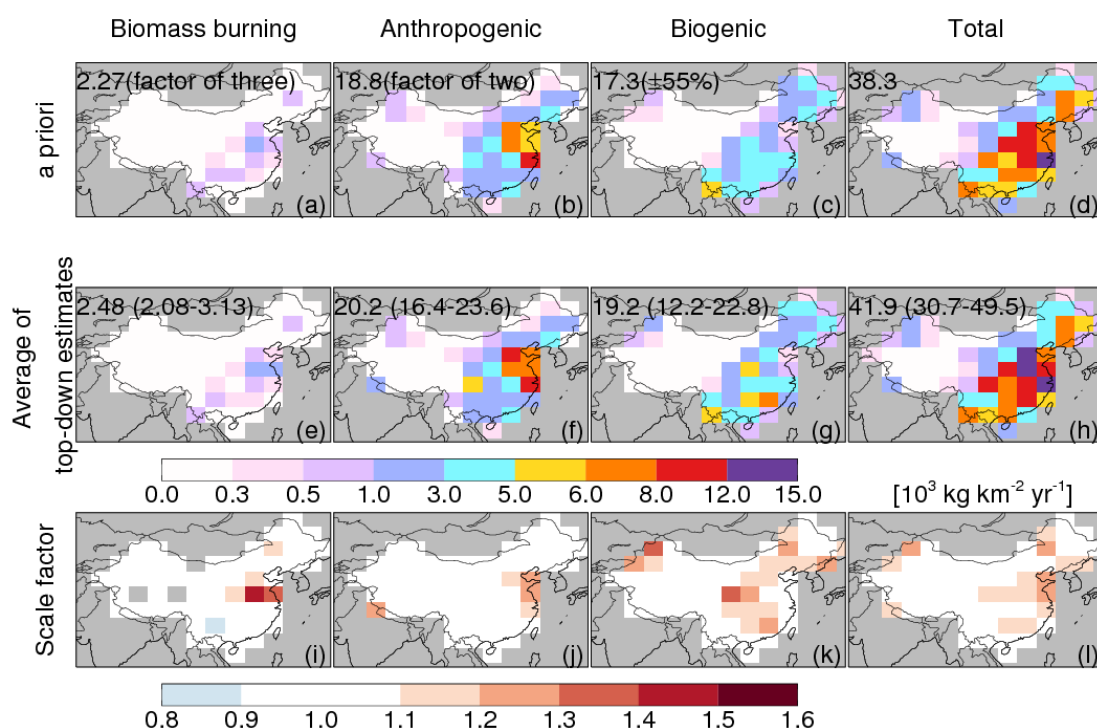 Biomass burning Anthropogenic Biogenic Total
a priori
2.27(factor of three) 18.8(factor of two) 17.3(±55%) 38.3
(a) (b) (c) (d)
Average of
top-down estimates
2.48 (2.08-3.13) 20.2 (16.4-23.6) 19.2 (12.2-22.8) 41.9 (30.7-49.5)
(e) (f) (g) (h)
0.0 0.3 0.5 1.0 3.0 5.0 6.0 8.0 12.0 15.0 [10³ kg km⁻² yr⁻¹]
Scale factor
(i) (j) (k) (l)
0.8 0.9 1.0 1.1 1.2 1.3 1.4 1.5 1.6